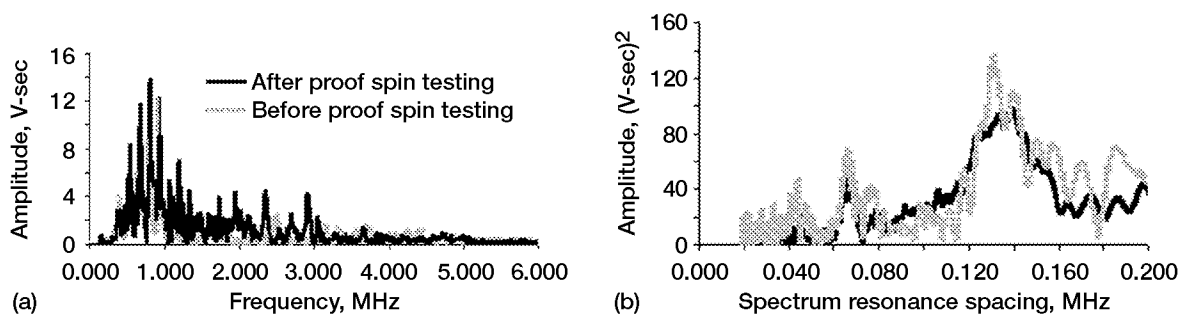 16
12
8
4
0
Amplitude, V-sec
After proof spin testing
Before proof spin testing
0.000 1.000 2.000 3.000 4.000 5.000 6.000
(a) Frequency, MHz
160
120
80
40
0
Amplitude, (V-sec)2
0.000 0.040 0.080 0.120 0.160 0.200
(b) Spectrum resonance spacing, MHz